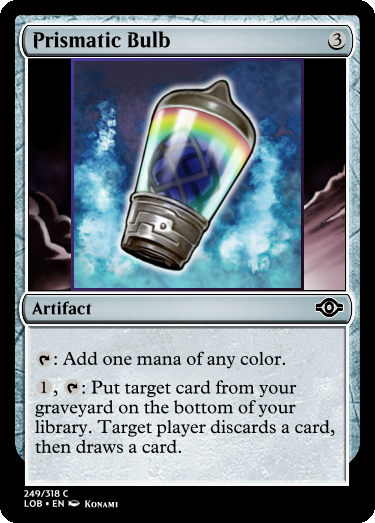 Prismatic Bulb 3
Artifact
: Add one mana of any color.
1, : Put target card from your
graveyard on the bottom of your
library. Target player discards a card,
then draws a card.
249/318 C
LOB • EN Konami